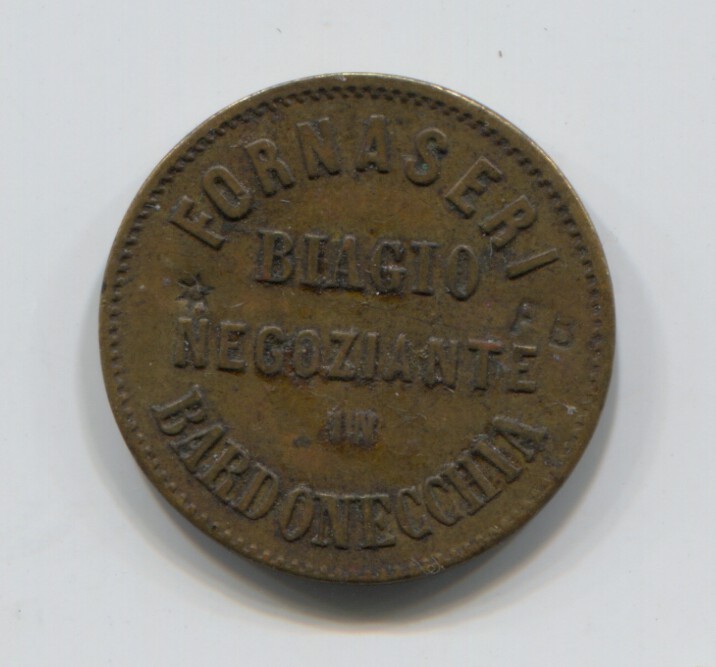 FORNASERI
BIAGIO
NEGOZIANTE
IN
BARDONECCHIA